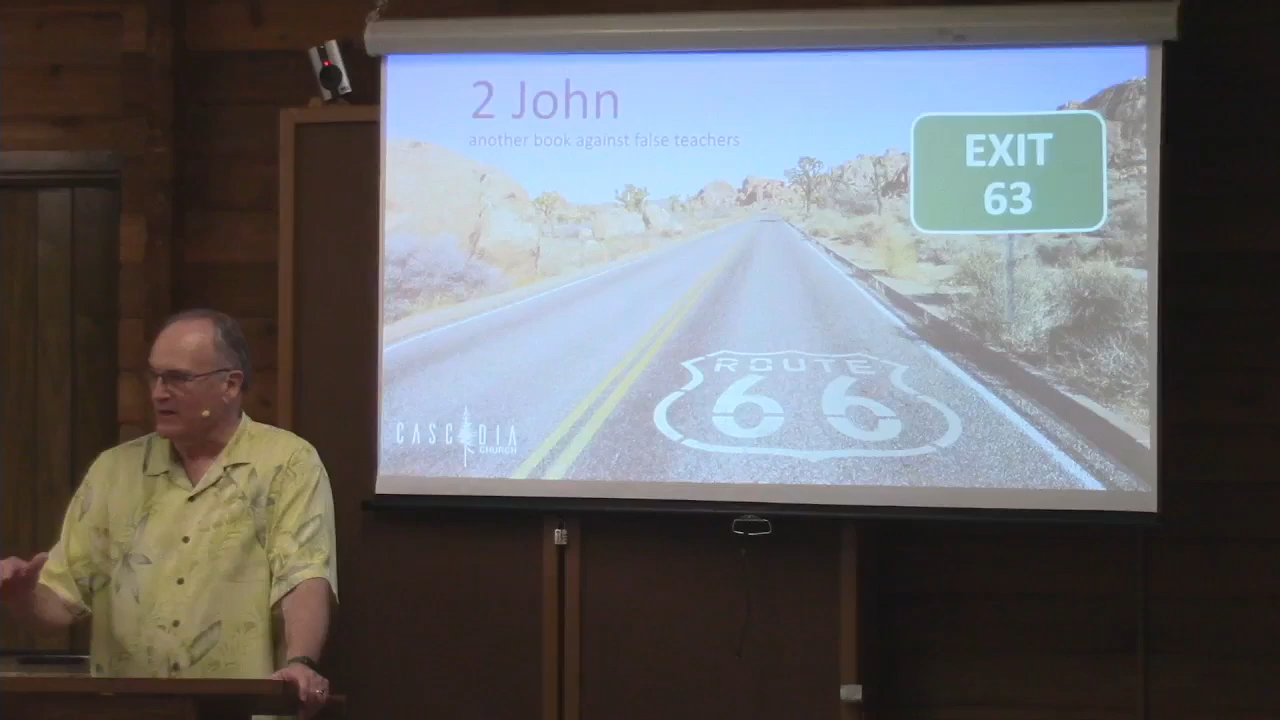 2 John
another book against false teachers
EXIT
63
ROUTE
66
CASCADIA
CHURCH